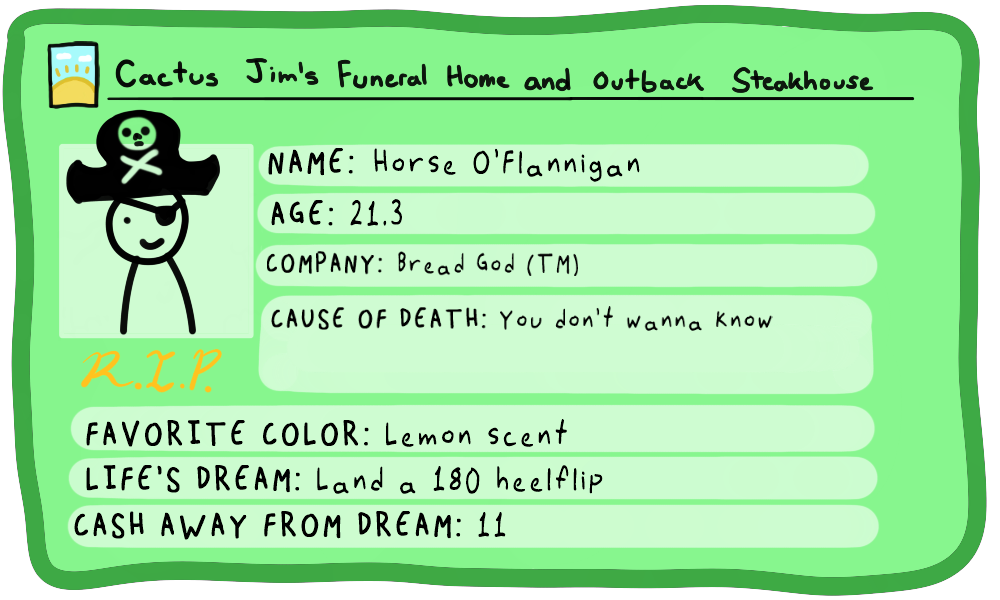 Cactus Jim's Funeral Home and Outback Steakhouse
NAME: Horse O'Flannigan
AGE: 21.3
COMPANY: Bread God (TM)
CAUSE OF DEATH: You don't wanna know
R.I.P.
FAVORITE COLOR: Lemon scent
LIFE'S DREAM: Land a 180 heelflip
CASH AWAY FROM DREAM: 11